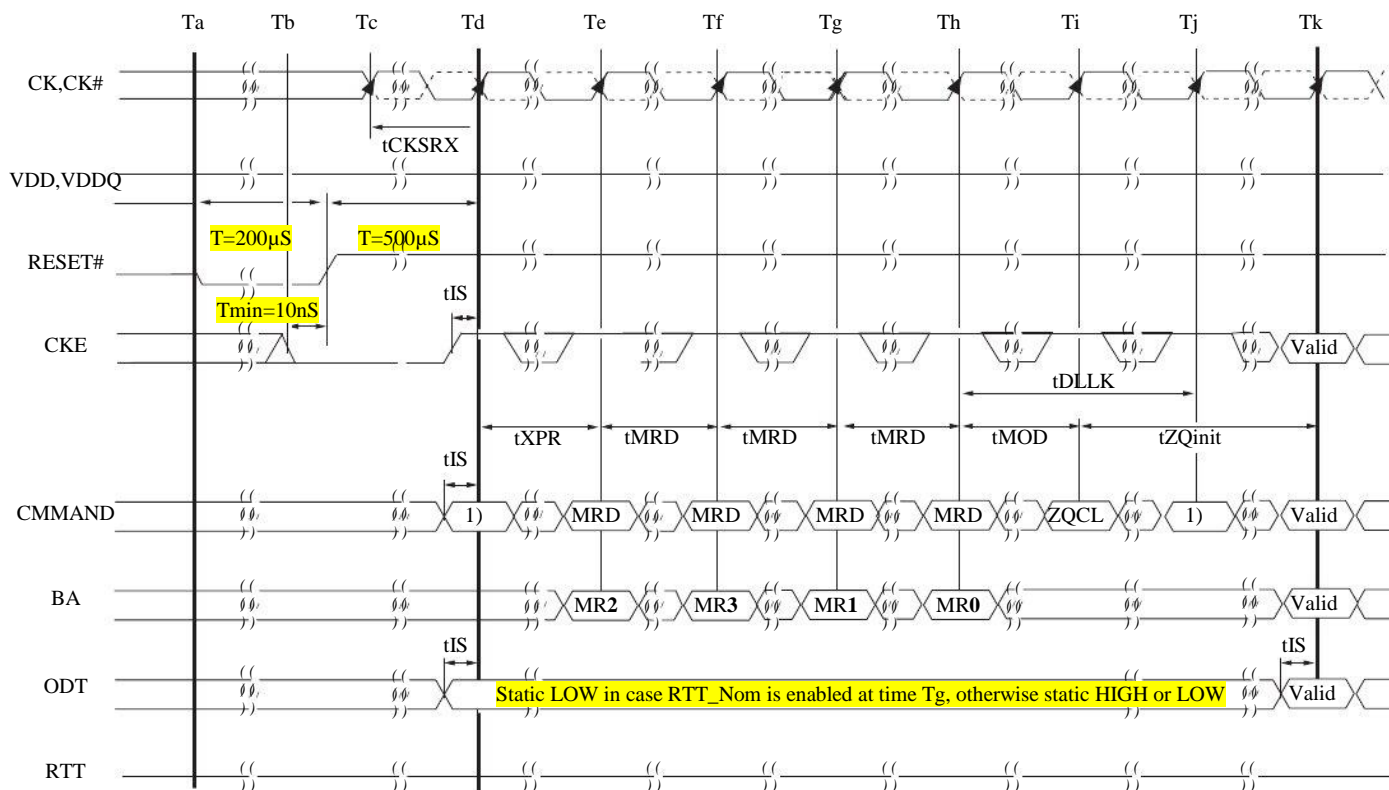 Ta Tb Tc Td Te Tf Tg Th Ti Tj Tk
CK,CK#
tCKSRX
VDD,VDDQ
T=200µS T=500µS
RESET#
Tmin=10nS tIS
CKE Valid
tDLLK
tXPR tMRD tMRD tMRD tMOD tZQinit
tIS
CMMAND 1) MRD MRD MRD MRD ZQCL 1) Valid
BA MR2 MR3 MR1 MR0 Valid
tIS tIS
ODT Static LOW in case RTT_Nom is enabled at time Tg, otherwise static HIGH or LOW Valid
RTT